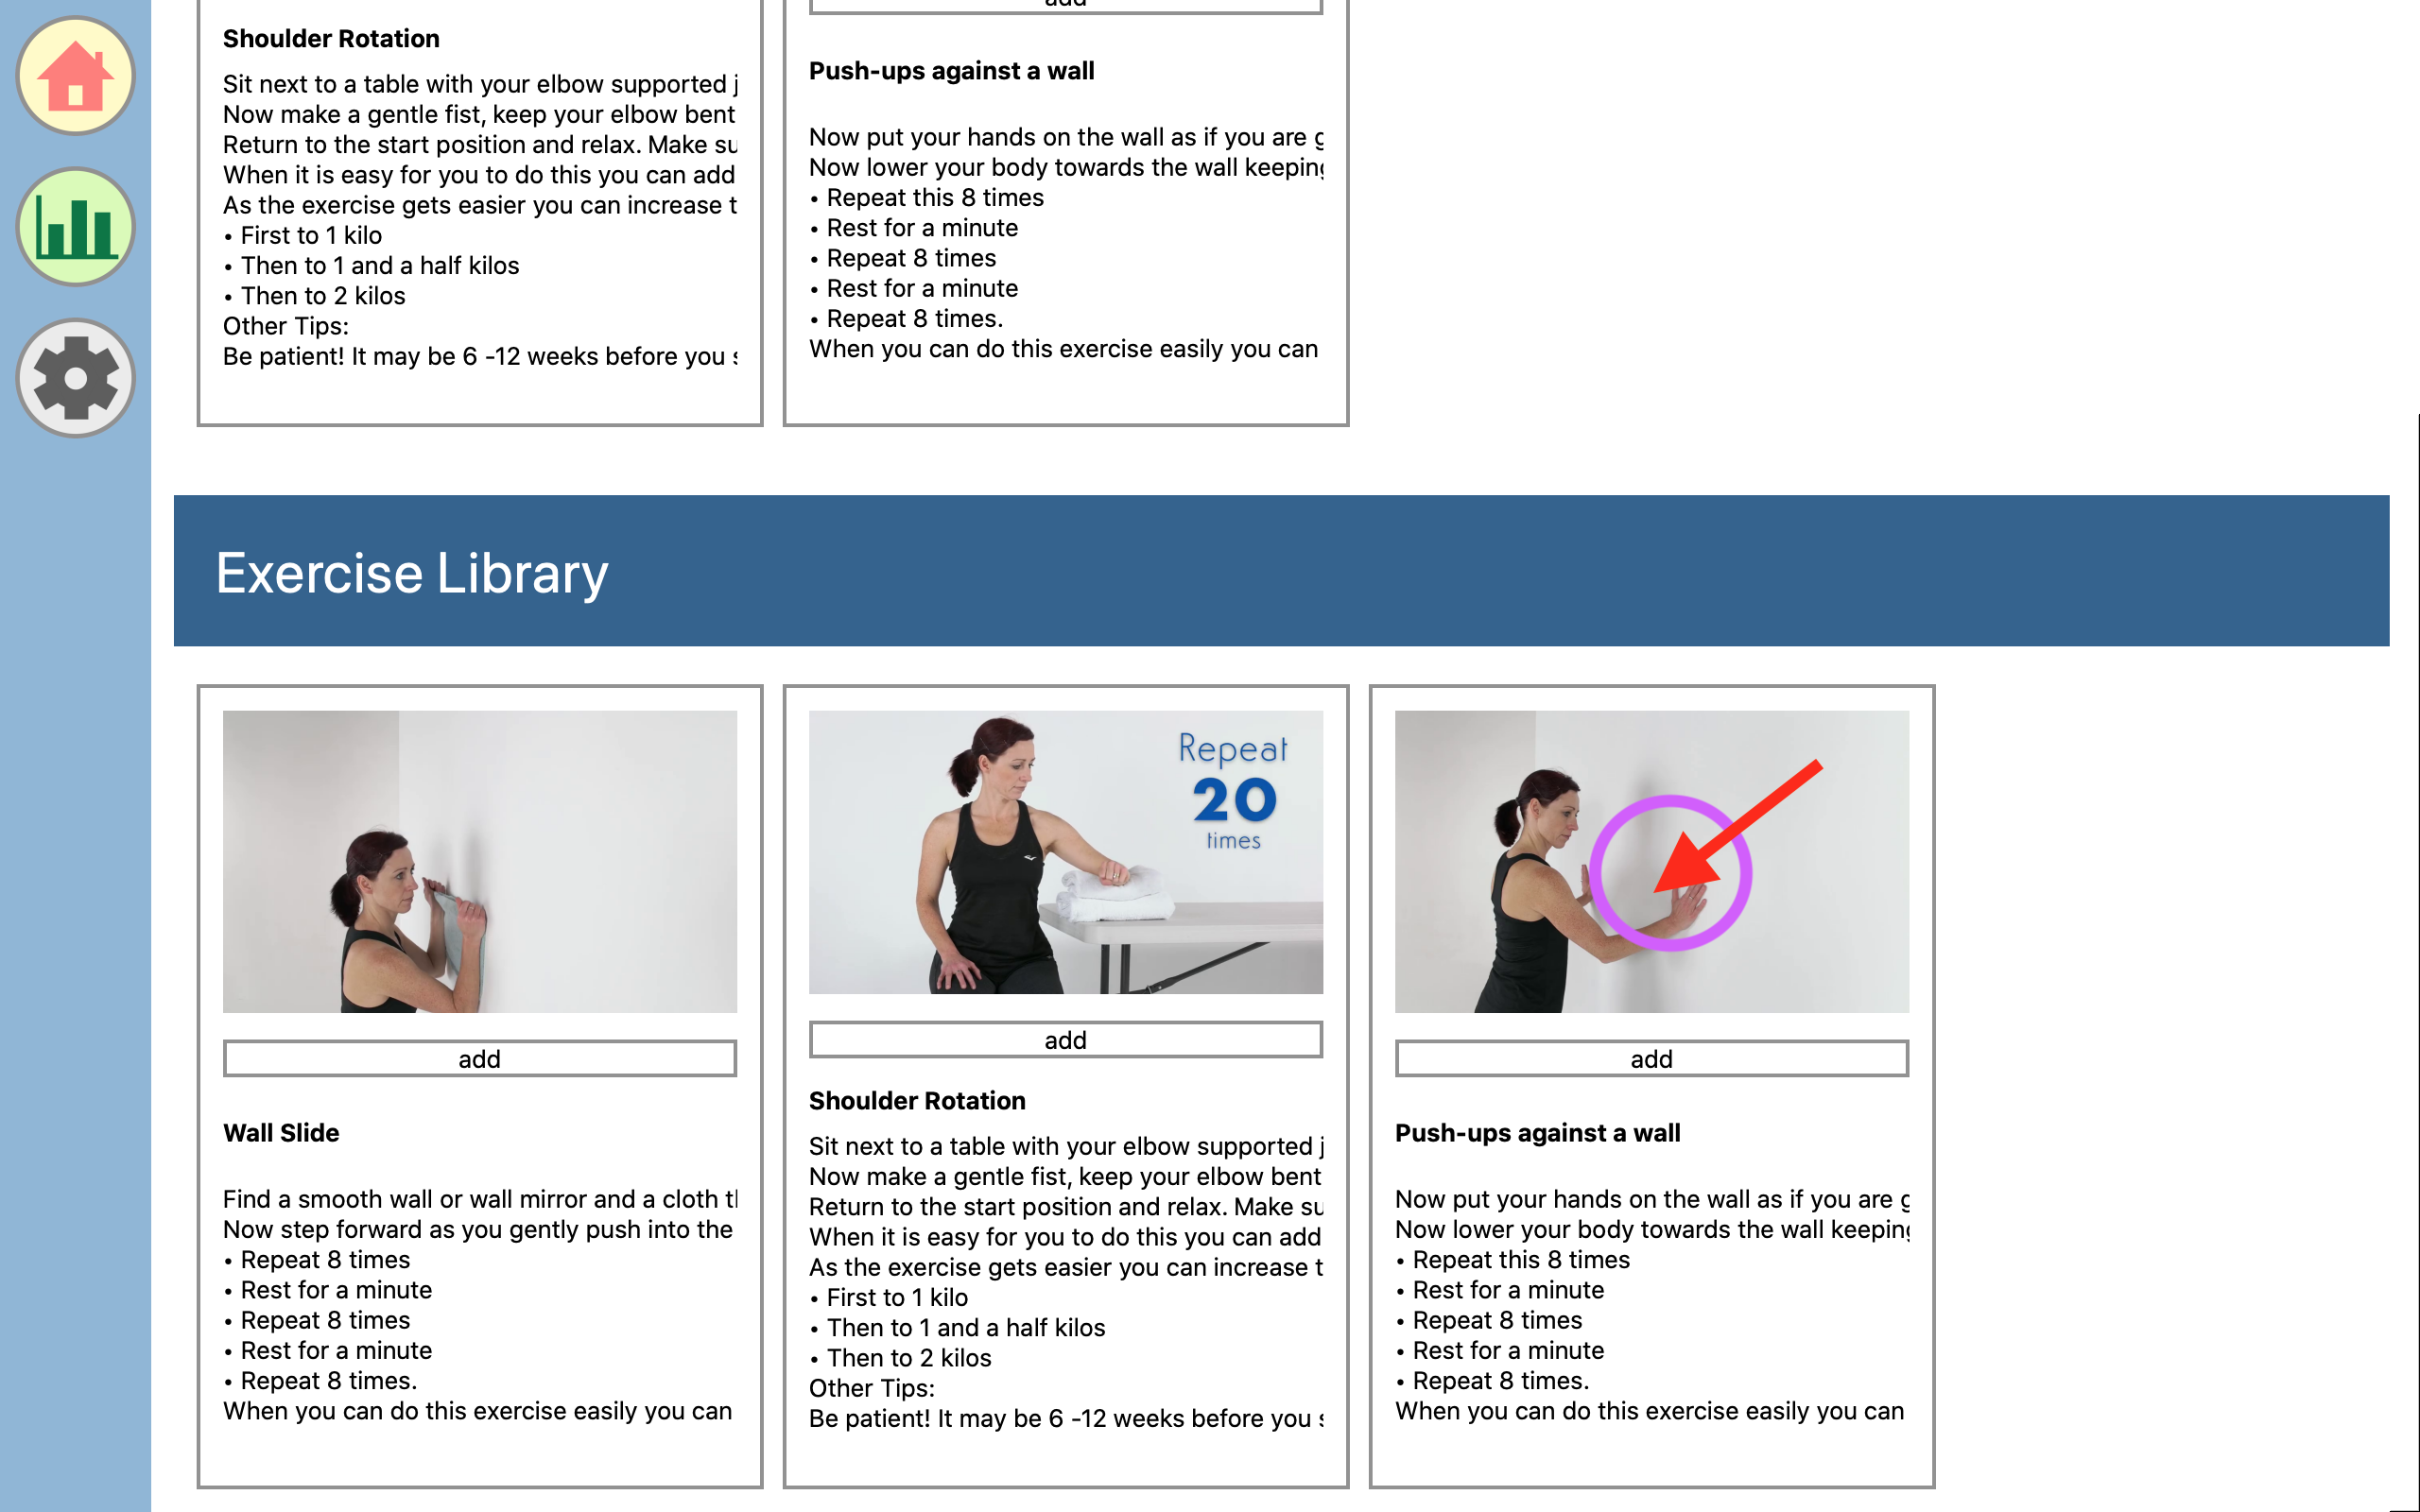 add
Shoulder Rotation
Sit next to a table with your elbow supported
Now make a gentle fist, keep your elbow bent
Return to the start position and relax. Make su
When it is easy for you to do this you can add
As the exercise gets easier you can increase t
• First to 1 kilo
• Then to 1 and a half kilos
• Then to 2 kilos
Other Tips:
Be patient! It may be 6 -12 weeks before you
Push-ups against a wall
Now put your hands on the wall as if you are g
Now lower your body towards the wall keeping
• Repeat this 8 times
• Rest for a minute
• Repeat 8 times
• Rest for a minute
• Repeat 8 times.
When you can do this exercise easily you can
Exercise Library
add
Wall Slide
Find a smooth wall or wall mirror and a cloth th
Now step forward as you gently push into the
• Repeat 8 times
• Rest for a minute
• Repeat 8 times
• Rest for a minute
• Repeat 8 times.
When you can do this exercise easily you can
Repeat
20
times
add
Shoulder Rotation
Sit next to a table with your elbow supported j
Now make a gentle fist, keep your elbow bent
Return to the start position and relax. Make su
When it is easy for you to do this you can add
As the exercise gets easier you can increase t
• First to 1 kilo
• Then to 1 and a half kilos
• Then to 2 kilos
Other Tips:
Be patient! It may be 6 -12 weeks before you
add
Push-ups against a wall
Now put your hands on the wall as if you are g
Now lower your body towards the wall keeping
• Repeat this 8 times
• Rest for a minute
• Repeat 8 times
• Rest for a minute
• Repeat 8 times.
When you can do this exercise easily you can